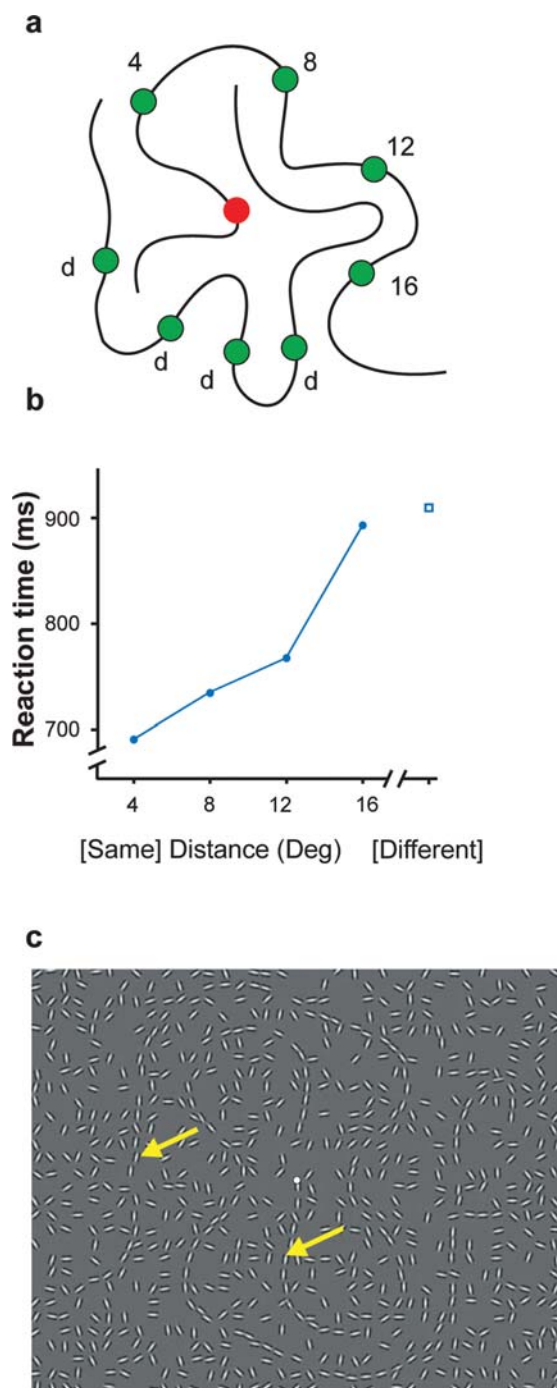 a
4
8
12
16
d
d
d
d
b
Reaction time (ms)
900
800
700
4 8 12 16
[Same] Distance (Deg) [Different]
c